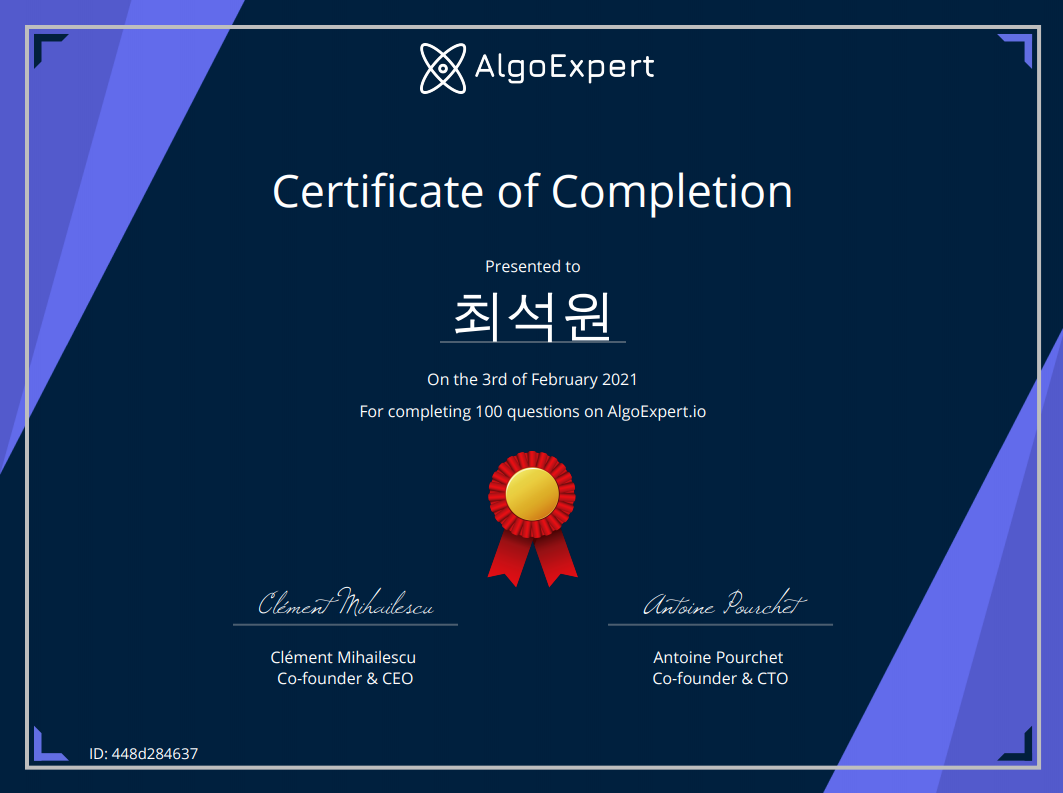 AlgoExpert
Certificate of Completion
Presented to
최석원
On the 3rd of February 2021
For completing 100 questions on AlgoExpert.io
Clément Mihailescu
Antoine Pourchet
Clément Mihailescu
Co-founder & CEO
Antoine Pourchet
Co-founder & CTO
ID: 448d284637